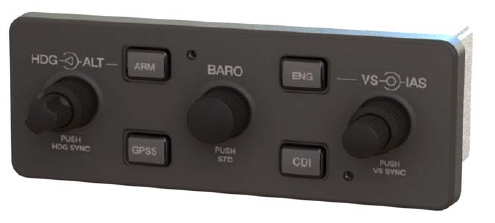 HDG ALT
ARM
BARO
ENG
VS IAS
PUSH
HDG SYNC
GPSS
PUSH
STD
CDI
PUSH
VS SYNC